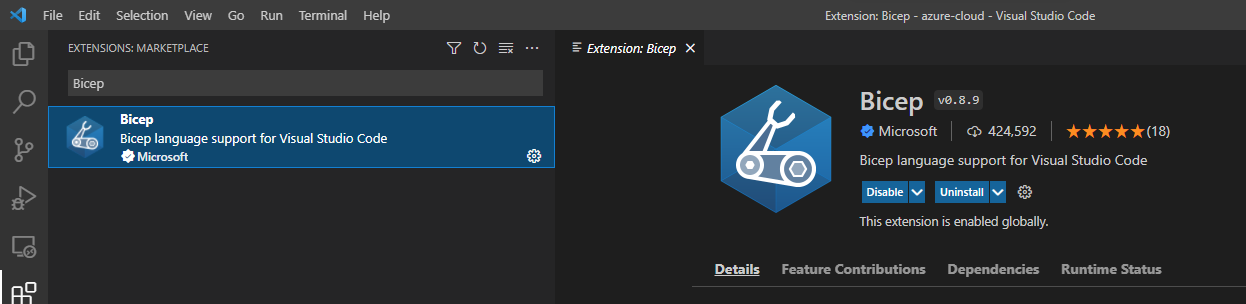 File Edit Selection View Go Run Terminal Help
Extension: Bicep - azure-cloud - Visual Studio Code
EXTENSIONS: MARKETPLACE
Extension: Bicep
Bicep
Bicep
Bicep language support for Visual Studio Code
Microsoft
Bicep v0.8.9
Microsoft 424,592 (18)
Bicep language support for Visual Studio Code
Disable Uninstall
This extension is enabled globally.
Details Feature Contributions Dependencies Runtime Status